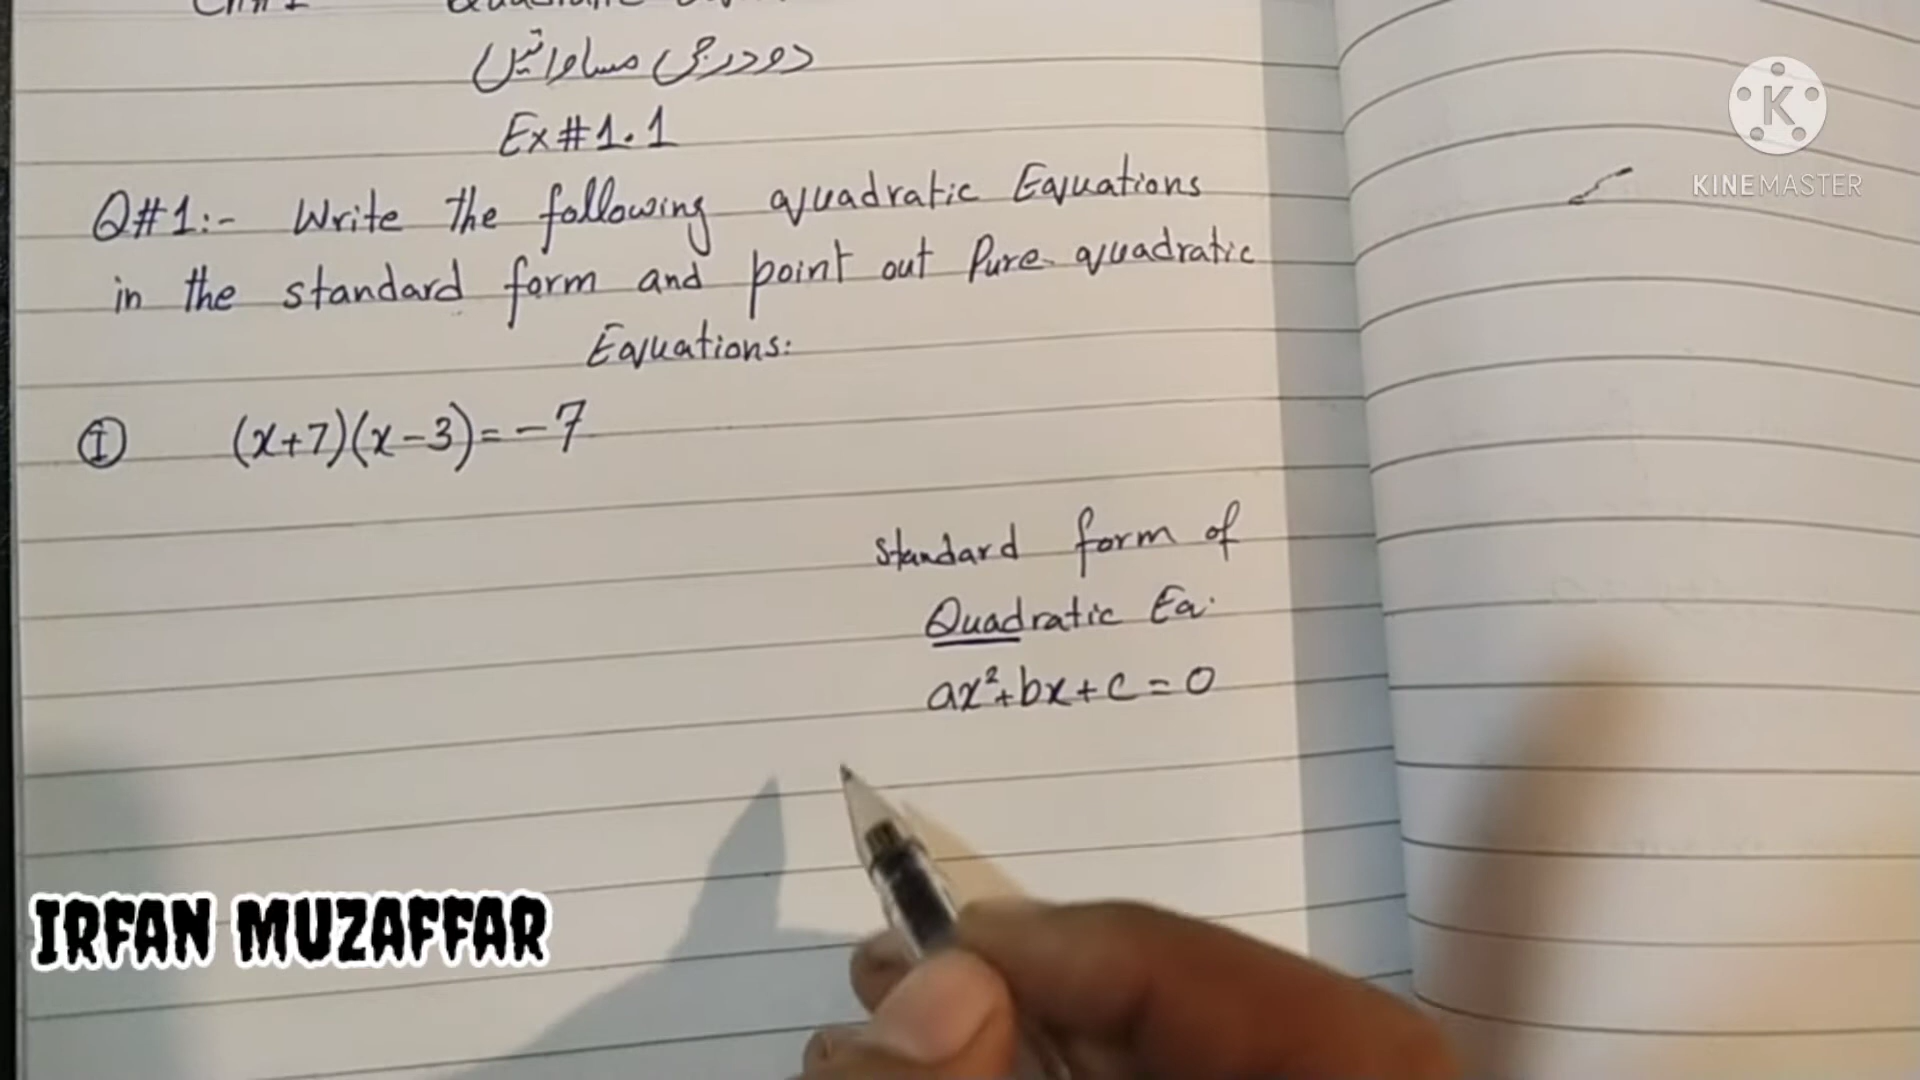 دو درجی مساواتیں
Ex#1.1
Q#1:- Write the following quadratic Equations
in the standard form and point out Pure quadratic
Equations:
I (x+7)(x-3)=-7
standard form of
Quadratic Eq.
ax²+bx+c=0
KINEMASTER
IRFAN MUZAFFAR